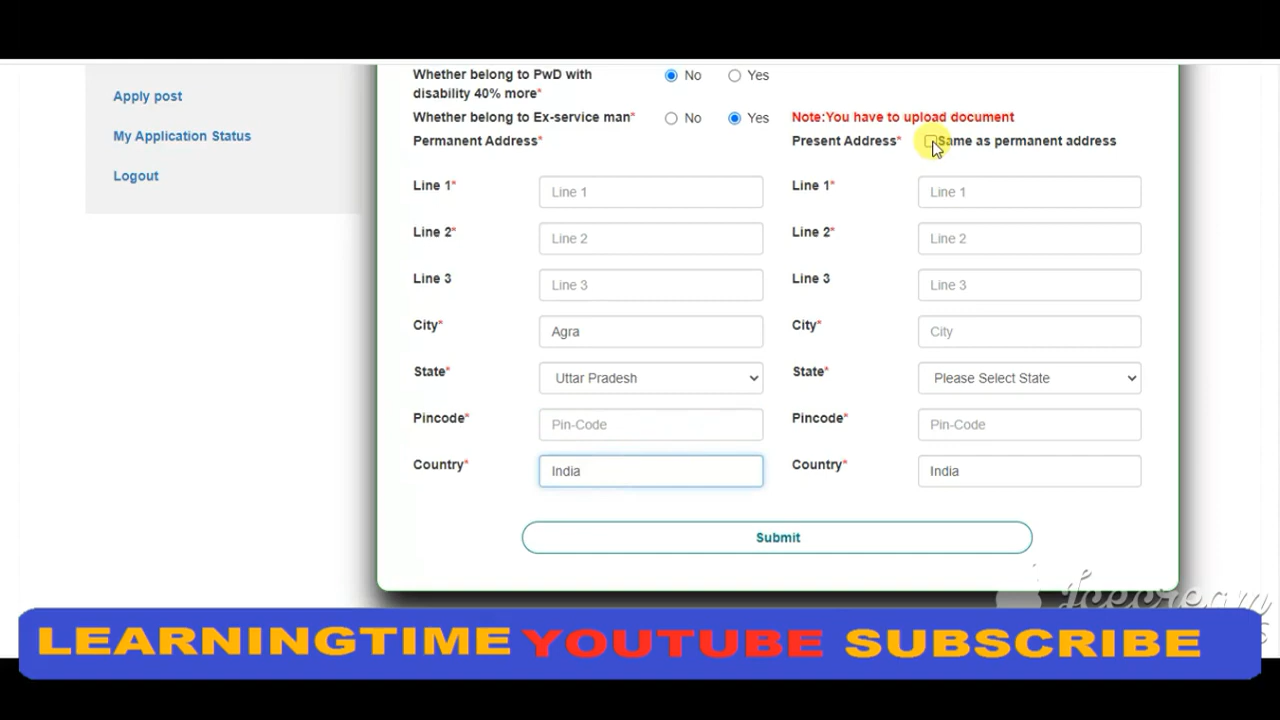 Apply post
My Application Status
Logout
Whether belong to PwD with
disability 40% more*
No
Yes
Whether belong to Ex-service man*
No
Yes
Note:You have to upload document
Permanent Address*
Present Address*
Same as permanent address
Line 1*
Line 1
Line 1*
Line 1
Line 2*
Line 2
Line 2*
Line 2
Line 3
Line 3
Line 3
Line 3
City*
Agra
City*
City
State*
Uttar Pradesh
State*
Please Select State
Pincode*
Pin-Code
Pincode*
Pin-Code
Country*
India
Country*
India
Submit
Icecream
LEARNINGTIME YOUTUBE SUBSCRIBE